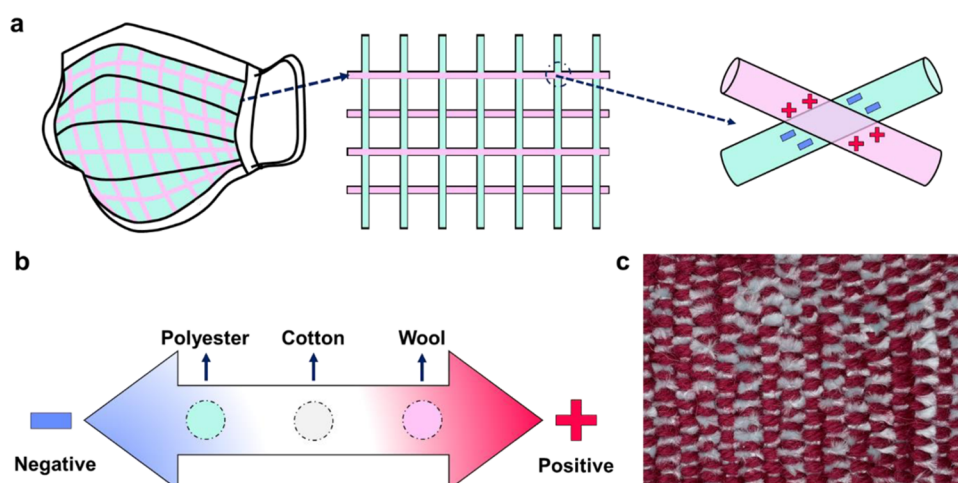 a
b
c
Polyester Cotton Wool
Negative
Positive